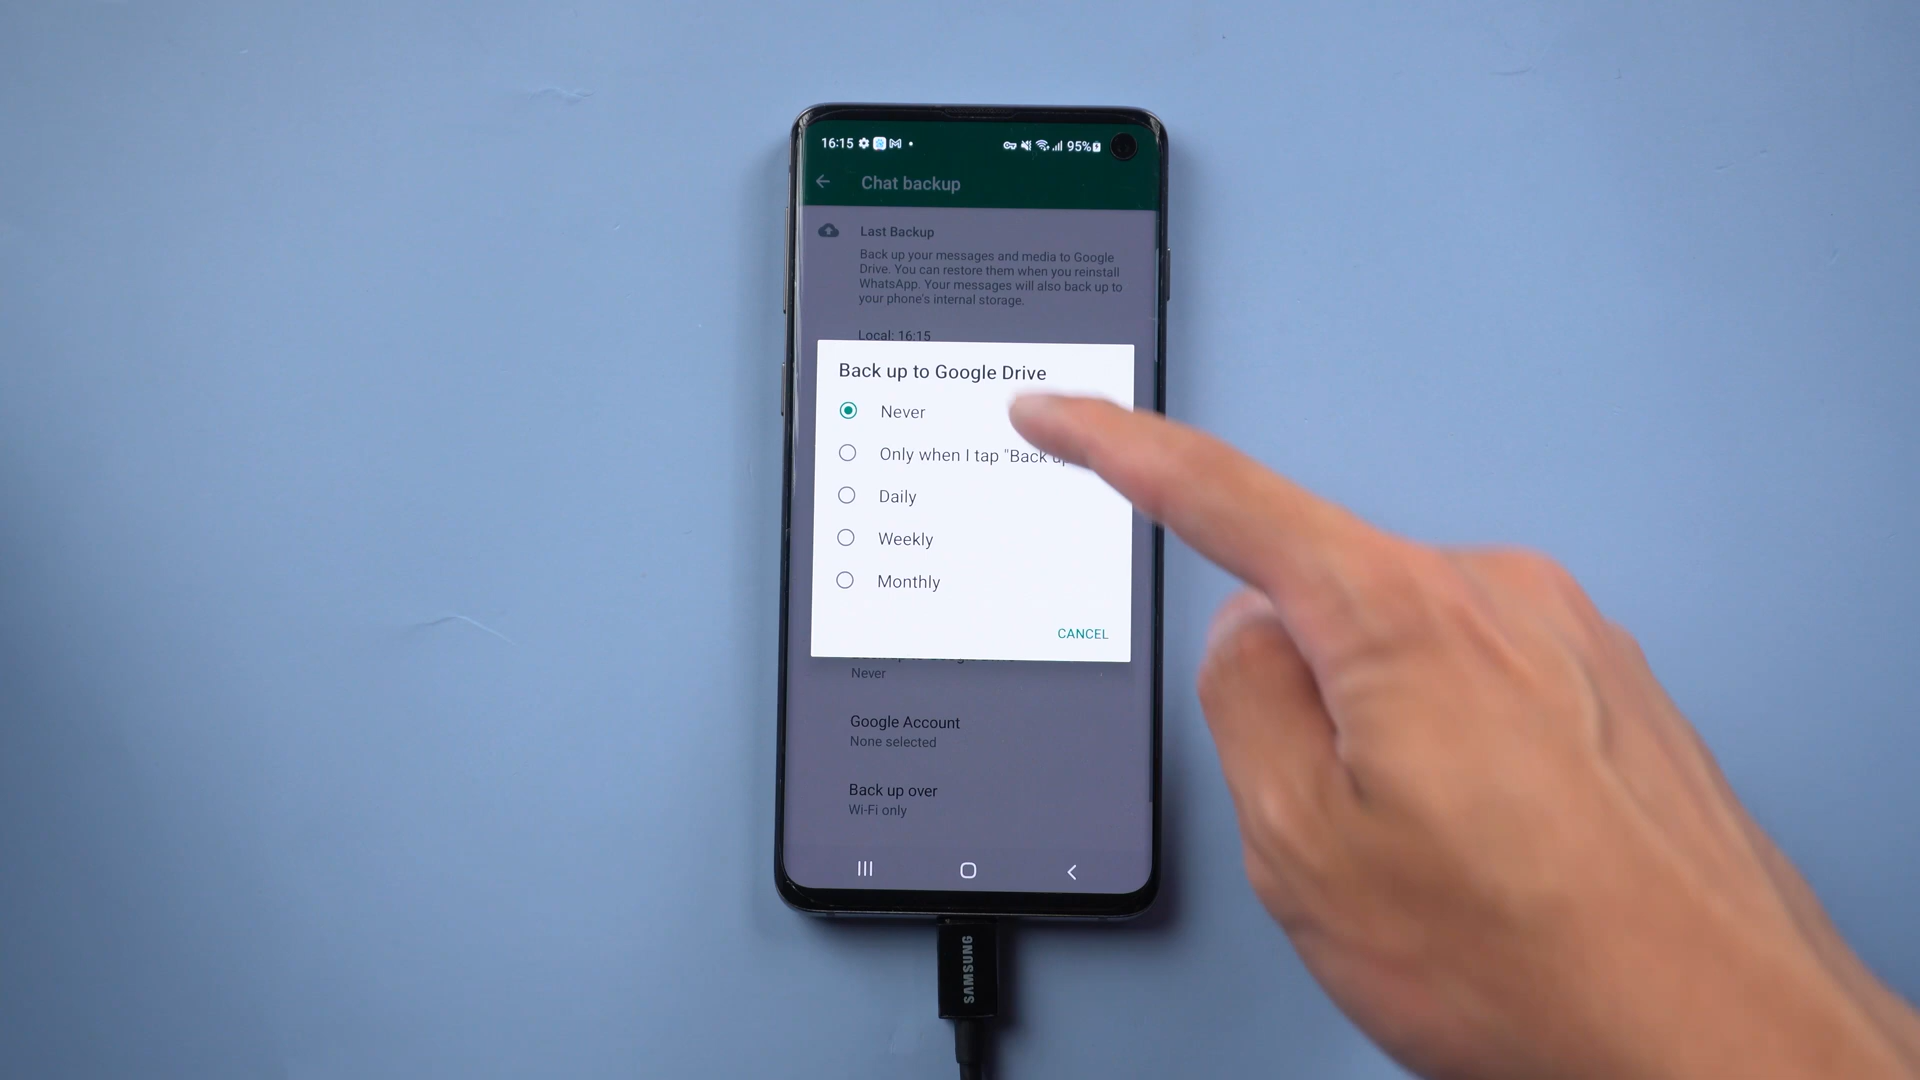 16:15
95%
Chat backup
Last Backup
Back up your messages and media to Google
Drive. You can restore them when you reinstall
WhatsApp. Your messages will also back up to
your phone's internal storage.
Local: 16:15
Back up to Google Drive
Never
Only when I tap "Back up
Daily
Weekly
Monthly
CANCEL
Never
Google Account
None selected
Back up over
Wi-Fi only
SAMSUNG